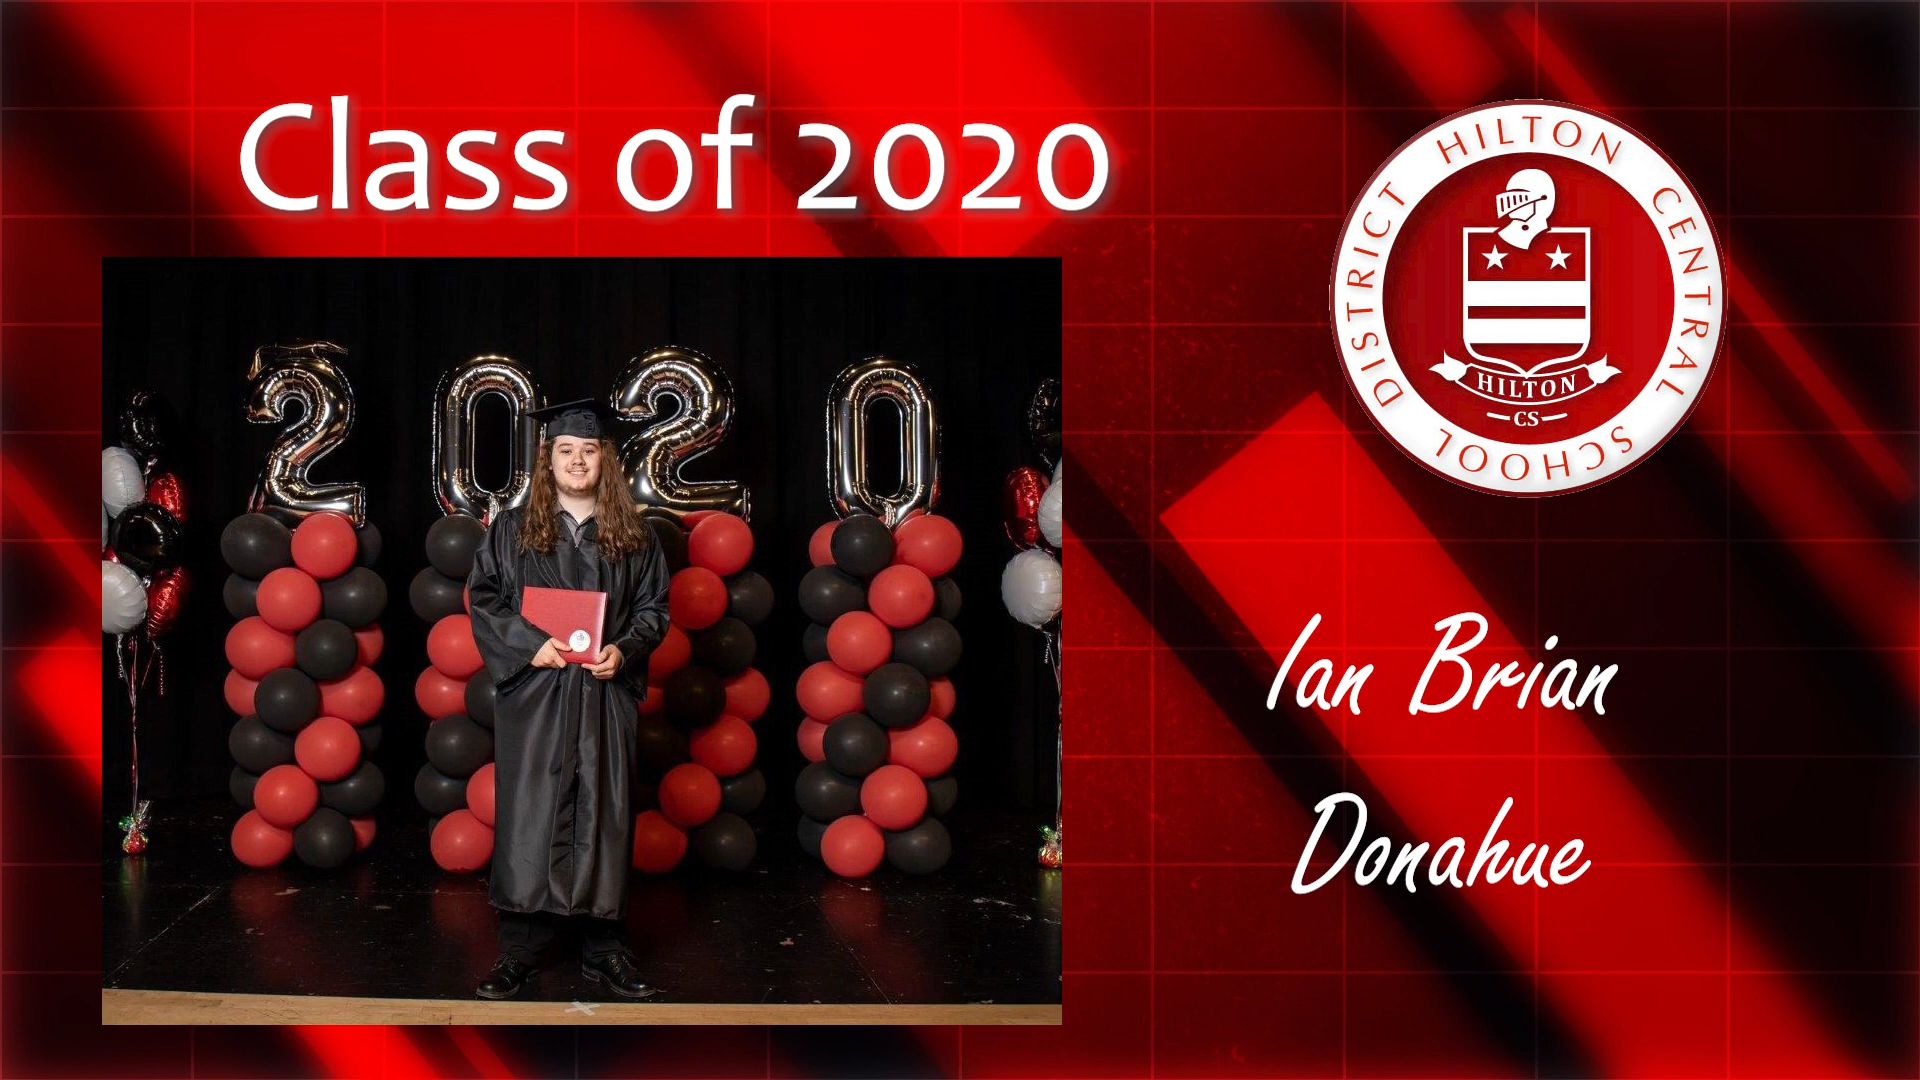 Class of 2020
HILTON CENTRAL SCHOOL DISTRICT
HILTON
CS
2020
Ian Brian
Donahue